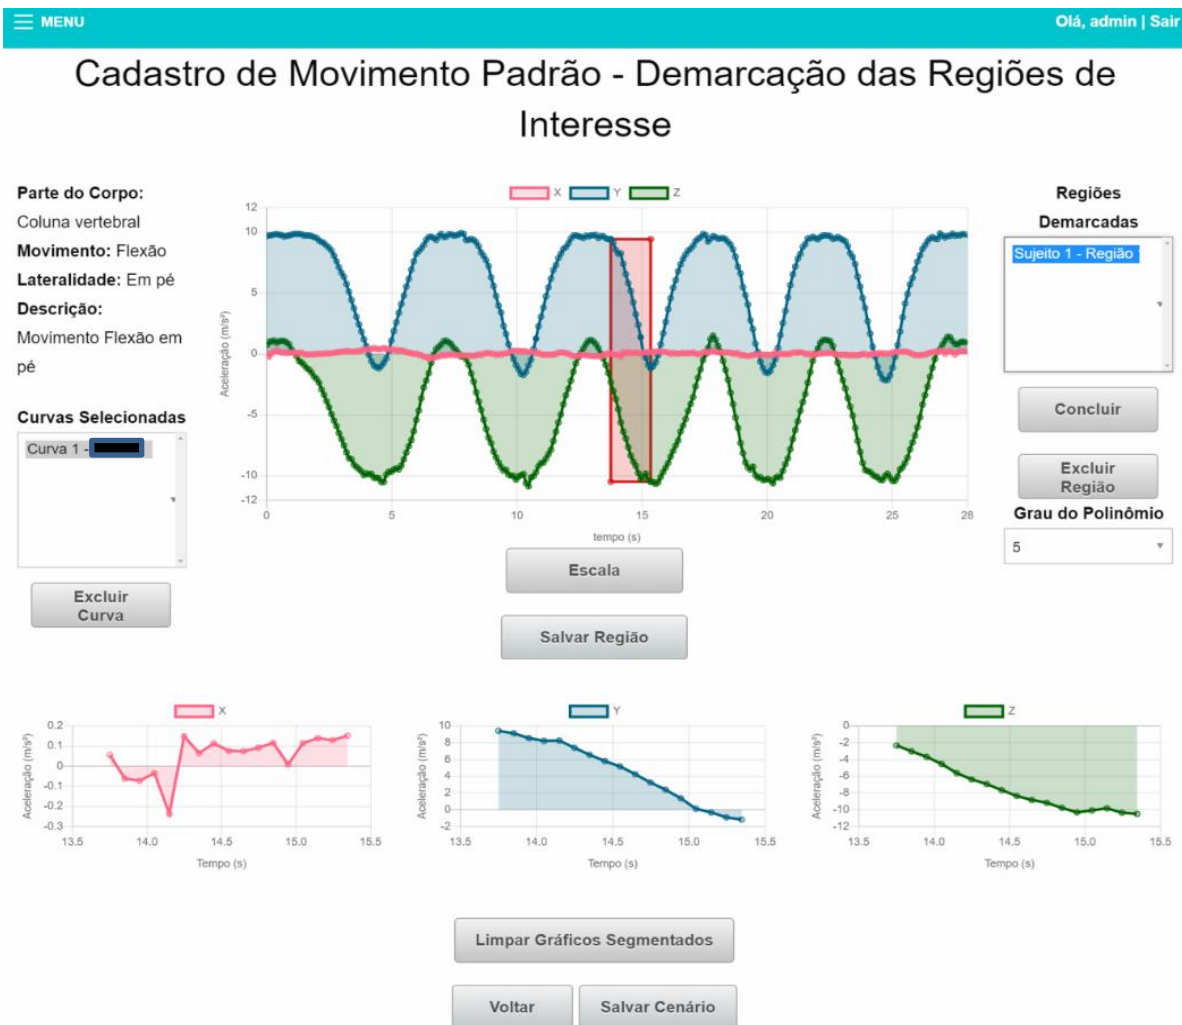 MENU
Olá, admin | Sair
Cadastro de Movimento Padrão - Demarcação das Regiões de
Interesse
Parte do Corpo:
Coluna vertebral
Movimento: Flexão
Lateralidade: Em pé
Descrição:
Movimento Flexão em
pé
Curvas Selecionadas
Curva 1 -
Excluir
Curva
X Y Z
12
10
5
0
-5
-10
-12
Aceleração (m/s²)
0 5 10 15 20 25 28
tempo (s)
Escala
Salvar Região
Regiões
Demarcadas
Sujeito 1 - Região
Concluir
Excluir
Região
Grau do Polinômio
5
X
0.2
0.1
0
-0.1
-0.2
-0.3
Aceleração (m/s²)
13.5 14.0 14.5 15.0 15.5
Tempo (s)
Y
10
8
6
4
2
0
-2
Aceleração (m/s²)
13.5 14.0 14.5 15.0 15.5
Tempo (s)
Z
0
-2
-4
-6
-8
-10
-12
Aceleração (m/s²)
13.5 14.0 14.5 15.0 15.5
Tempo (s)
Limpar Gráficos Segmentados
Voltar
Salvar Cenário